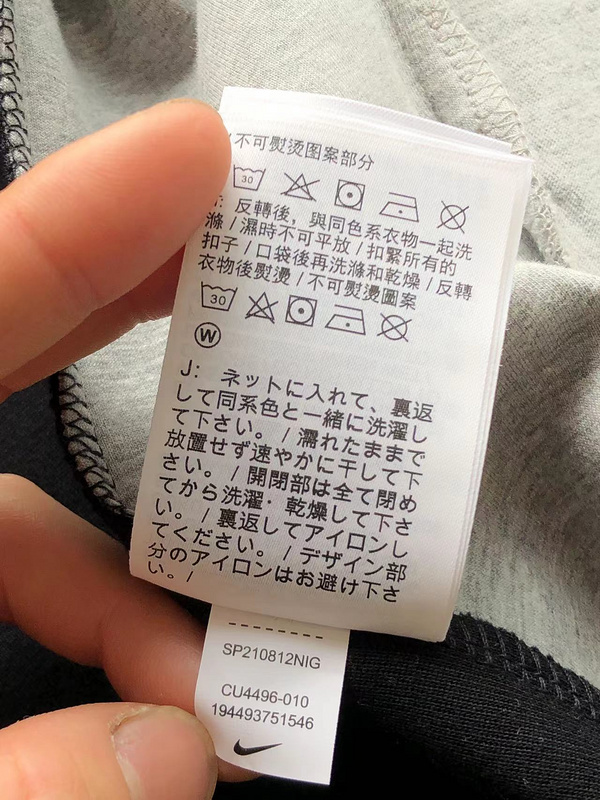 /不可熨烫图案部分
30
: 反轉後，與同色系衣物一起洗
滌/濕時不可平放/扣緊所有的
扣子/口袋後再洗滌和乾燥/反轉
衣物後熨燙/不可熨燙圖案
30
W
J: ネットに入れて、裏返
して同系色と一緒に洗濯し
て下さい。/濡れたままで
放置せず速やかに干して下
さい。/開閉部は全て閉め
てから洗濯・乾燥して下さ
い。/裏返してアイロンし
てください。/デザイン部
分のアイロンはお避け下さ
い。/
SP210812NIG
CU4496-010
194493751546